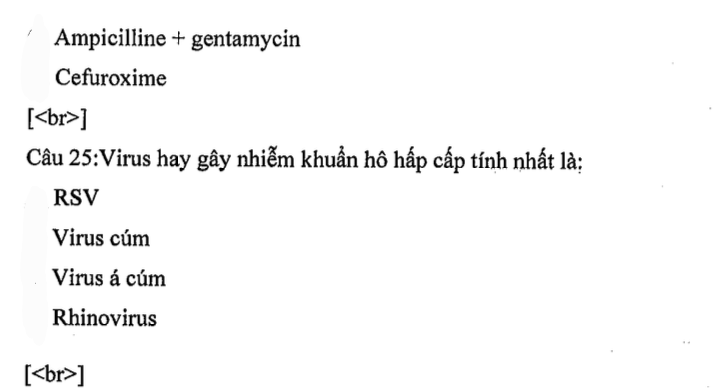 Ampicilline + gentamycin
Cefuroxime
[<br>]
Câu 25:Virus hay gây nhiễm khuẩn hô hấp cấp tính nhất là:
RSV
Virus cúm
Virus á cúm
Rhinovirus
[<br>]